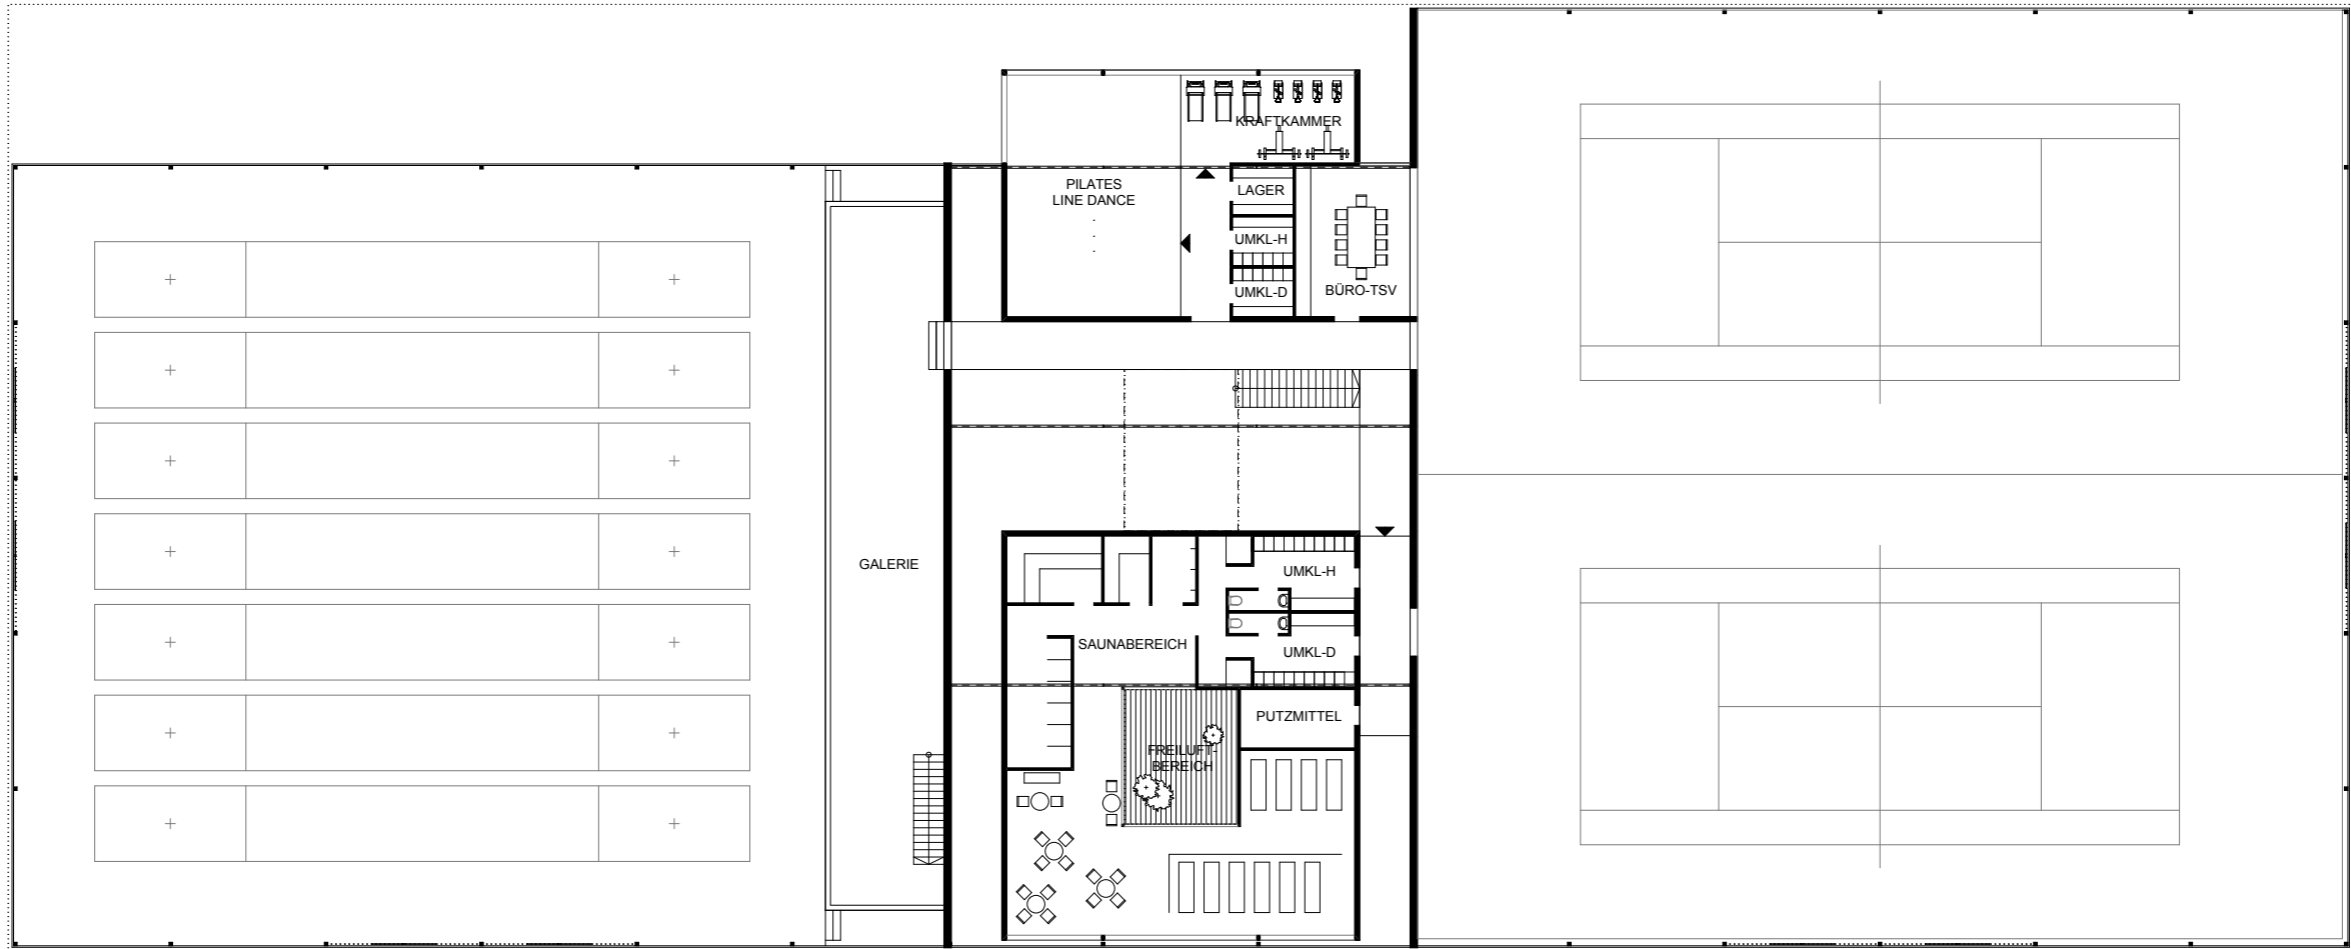 KRAFTKAMMER
PILATES
LINE DANCE
LAGER
UMKL-H
UMKL-D
BÜRO-TSV
GALERIE
UMKL-H
SAUNABEREICH
UMKL-D
PUTZMITTEL
FREILUFT-
BEREICH